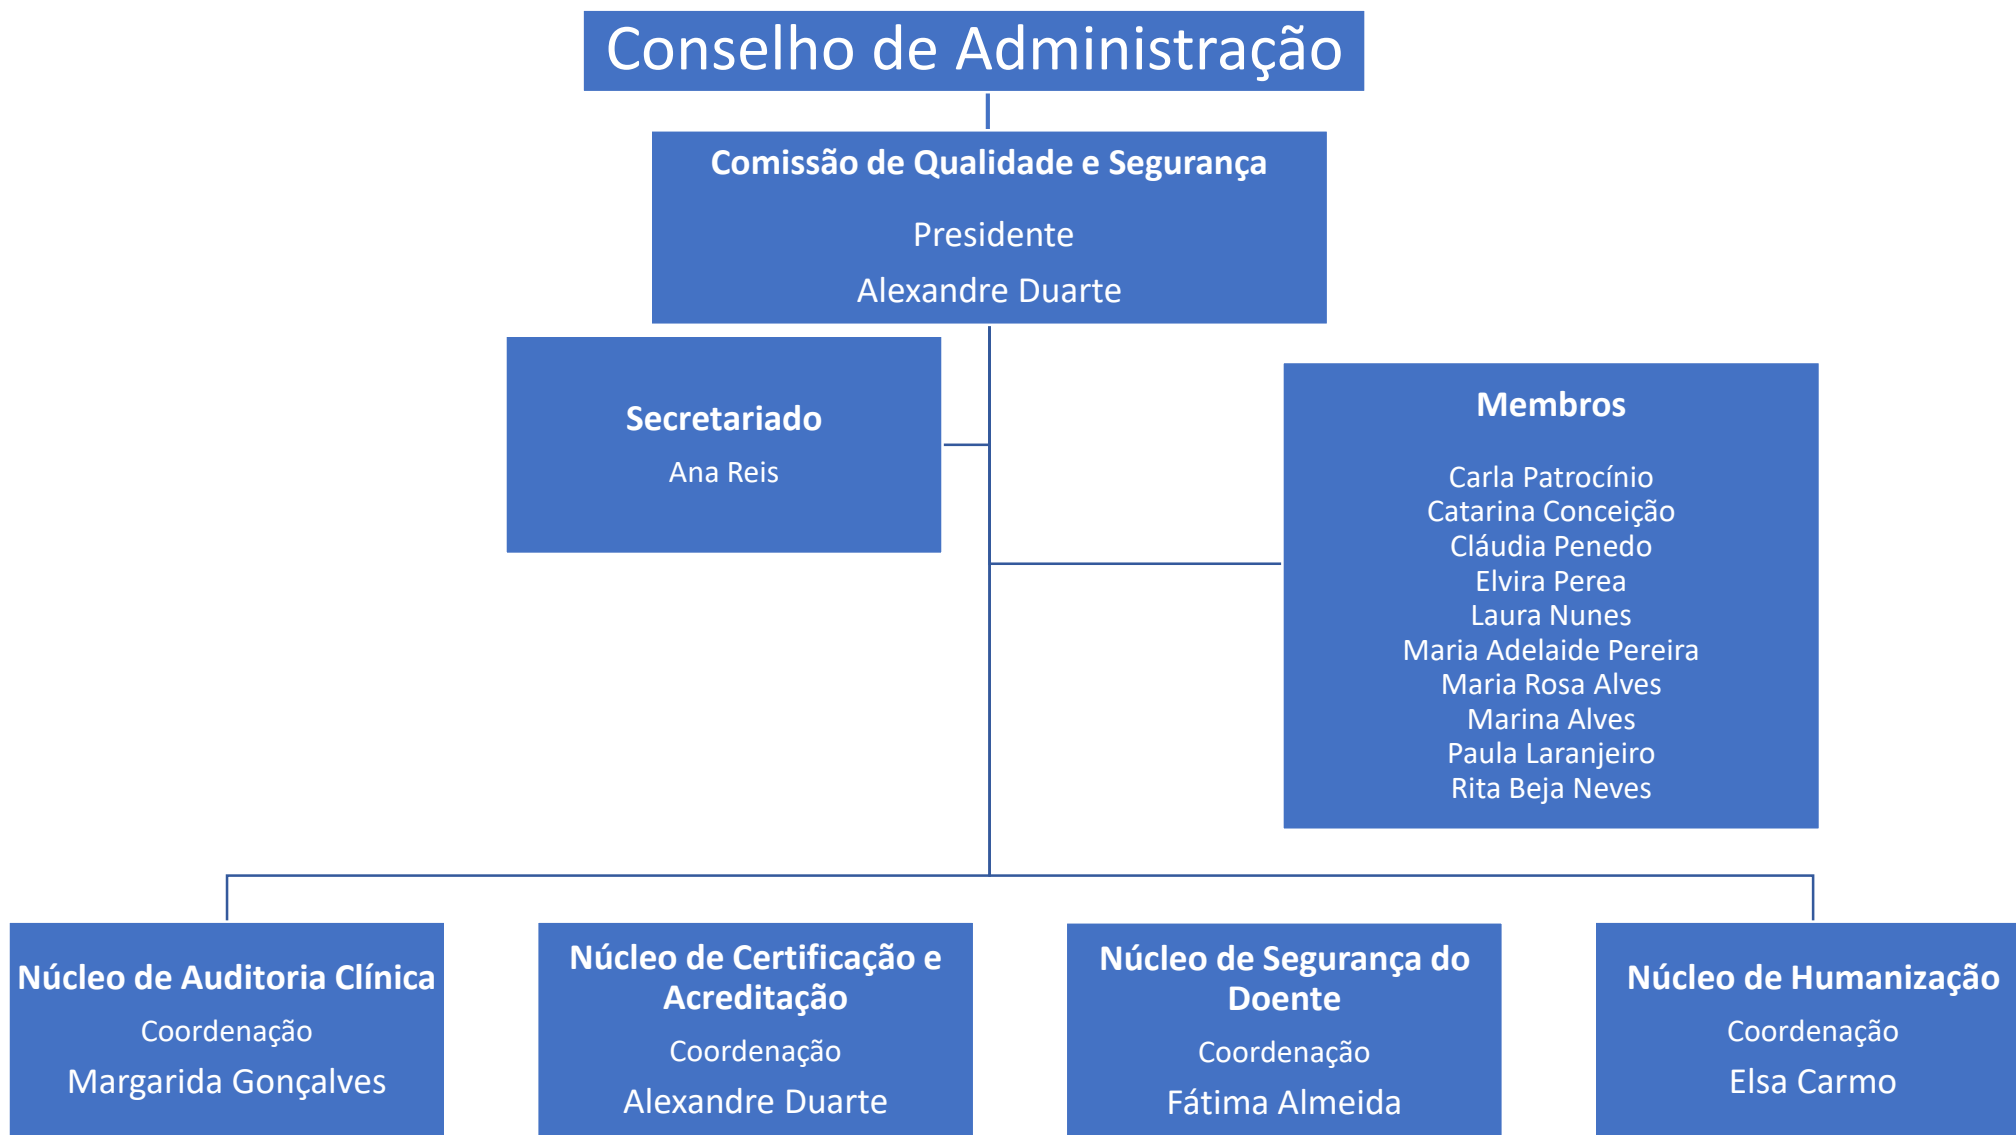 Conselho de Administração
Comissão de Qualidade e Segurança
Presidente
Alexandre Duarte
Secretariado
Ana Reis
Membros
Carla Patrocínio
Catarina Conceição
Cláudia Penedo
Elvira Perea
Laura Nunes
Maria Adelaide Pereira
Maria Rosa Alves
Marina Alves
Paula Laranjeiro
Rita Beja Neves
Núcleo de Auditoria Clínica
Coordenação
Margarida Gonçalves
Núcleo de Certificação e
Acreditação
Coordenação
Alexandre Duarte
Núcleo de Segurança do
Doente
Coordenação
Fátima Almeida
Núcleo de Humanização
Coordenação
Elsa Carmo